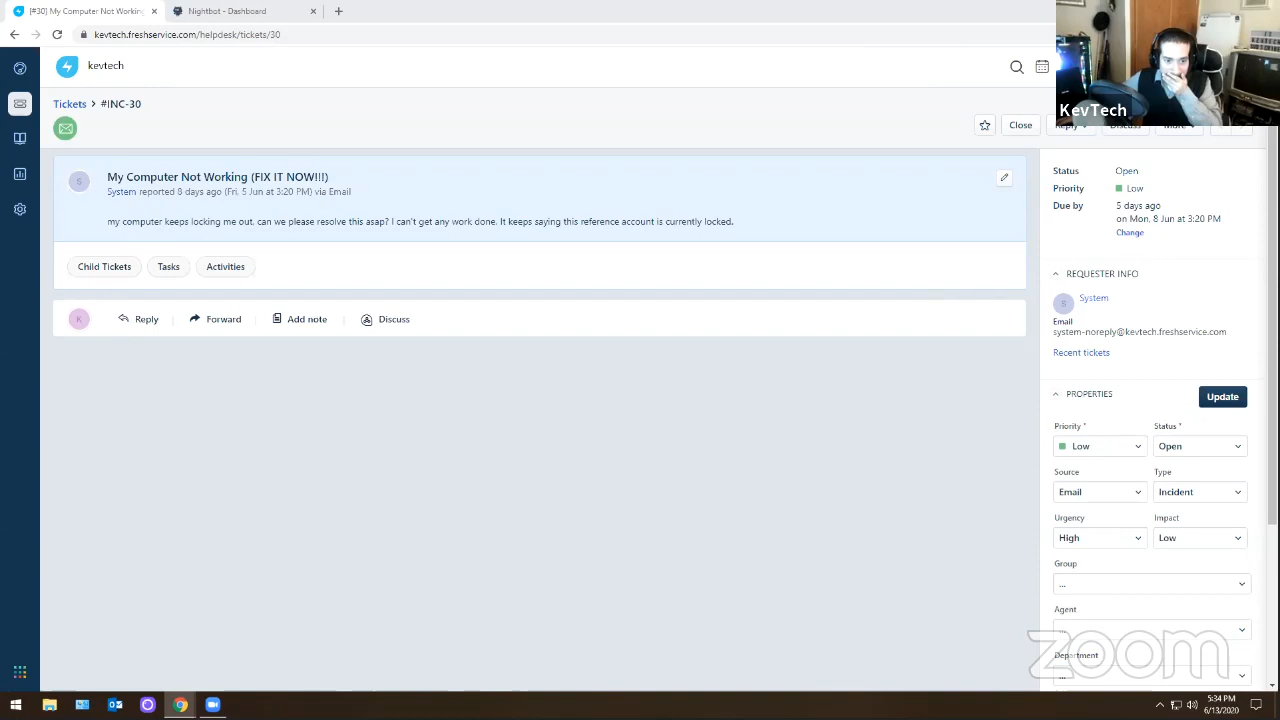 [#30] My Computer Not Working
Nightbot - Dashboard
kevtech.freshservice.com/helpdesk/tickets/30
kevtech
KevTech
Tickets > #INC-30
Close
Reply
Discuss
More
S
My Computer Not Working (FIX IT NOW!!!)
System reported 8 days ago (Fri, 5 Jun at 3:20 PM) via Email
my computer keeps locking me out, can we please resolve this asap? I can't get any work done. It keeps saying this reference account is currently locked.
Child Tickets
Tasks
Activities
K
Reply
Forward
Add note
Discuss
Status
Open
Priority
Low
Due by
5 days ago
on Mon, 8 Jun at 3:20 PM
Change
REQUESTER INFO
S
System
Email
system-noreply@kevtech.freshservice.com
Recent tickets
PROPERTIES
Update
Priority *
Status *
Low
Open
Source
Type
Email
Incident
Urgency
Impact
High
Low
Group
...
Agent
...
zoom
Department
...
5:34 PM
6/13/2020